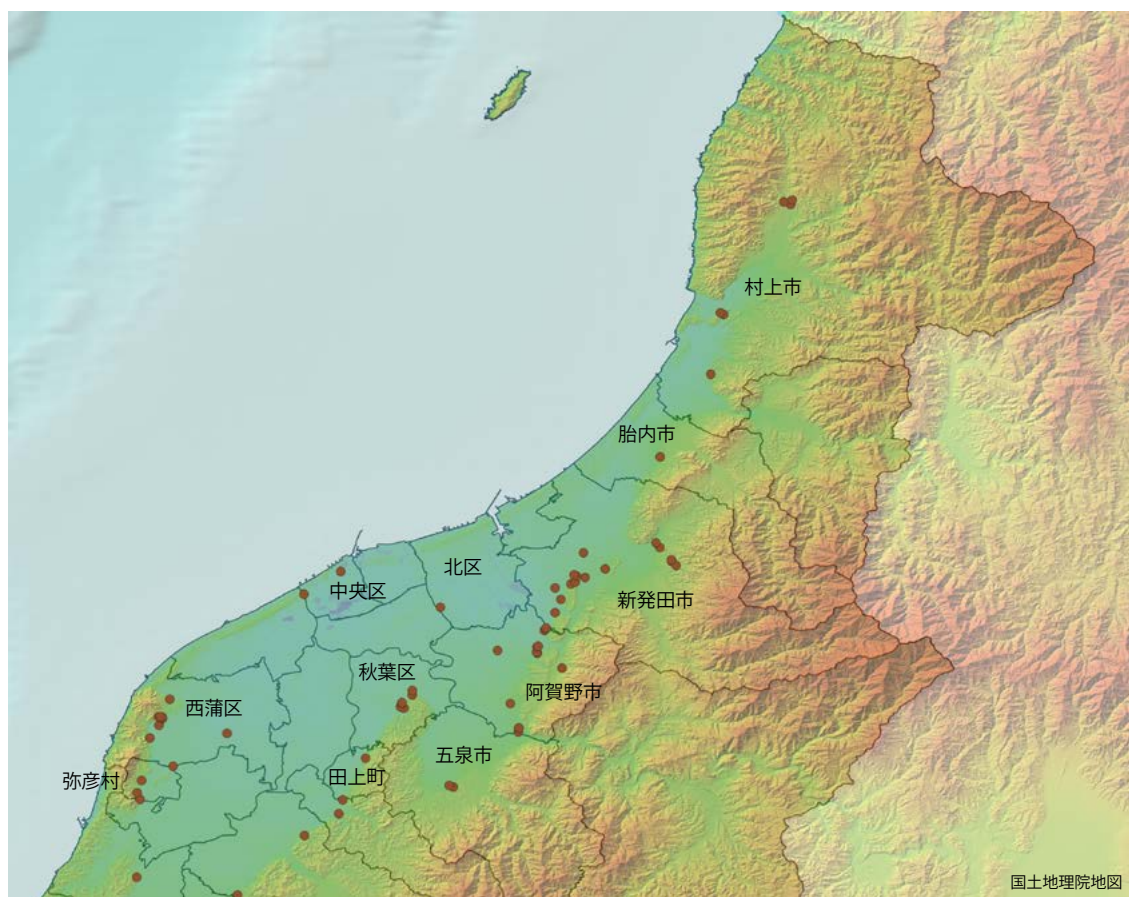 村上市
胎内市
北区
中央区
新発田市
秋葉区
阿賀野市
西蒲区
五泉市
田上町
弥彦村
国土地理院地図